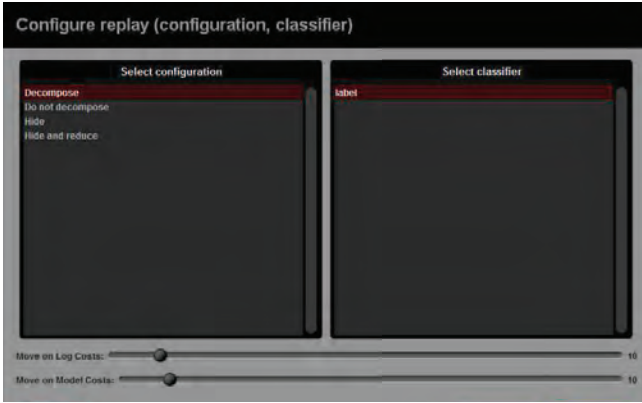 Configure replay (configuration, classifier)
Select configuration
Decompose
Do not decompose
Hide
Hide and reduce
Select classifier
label
Move on Log Costs:
10
Move on Model Costs:
10